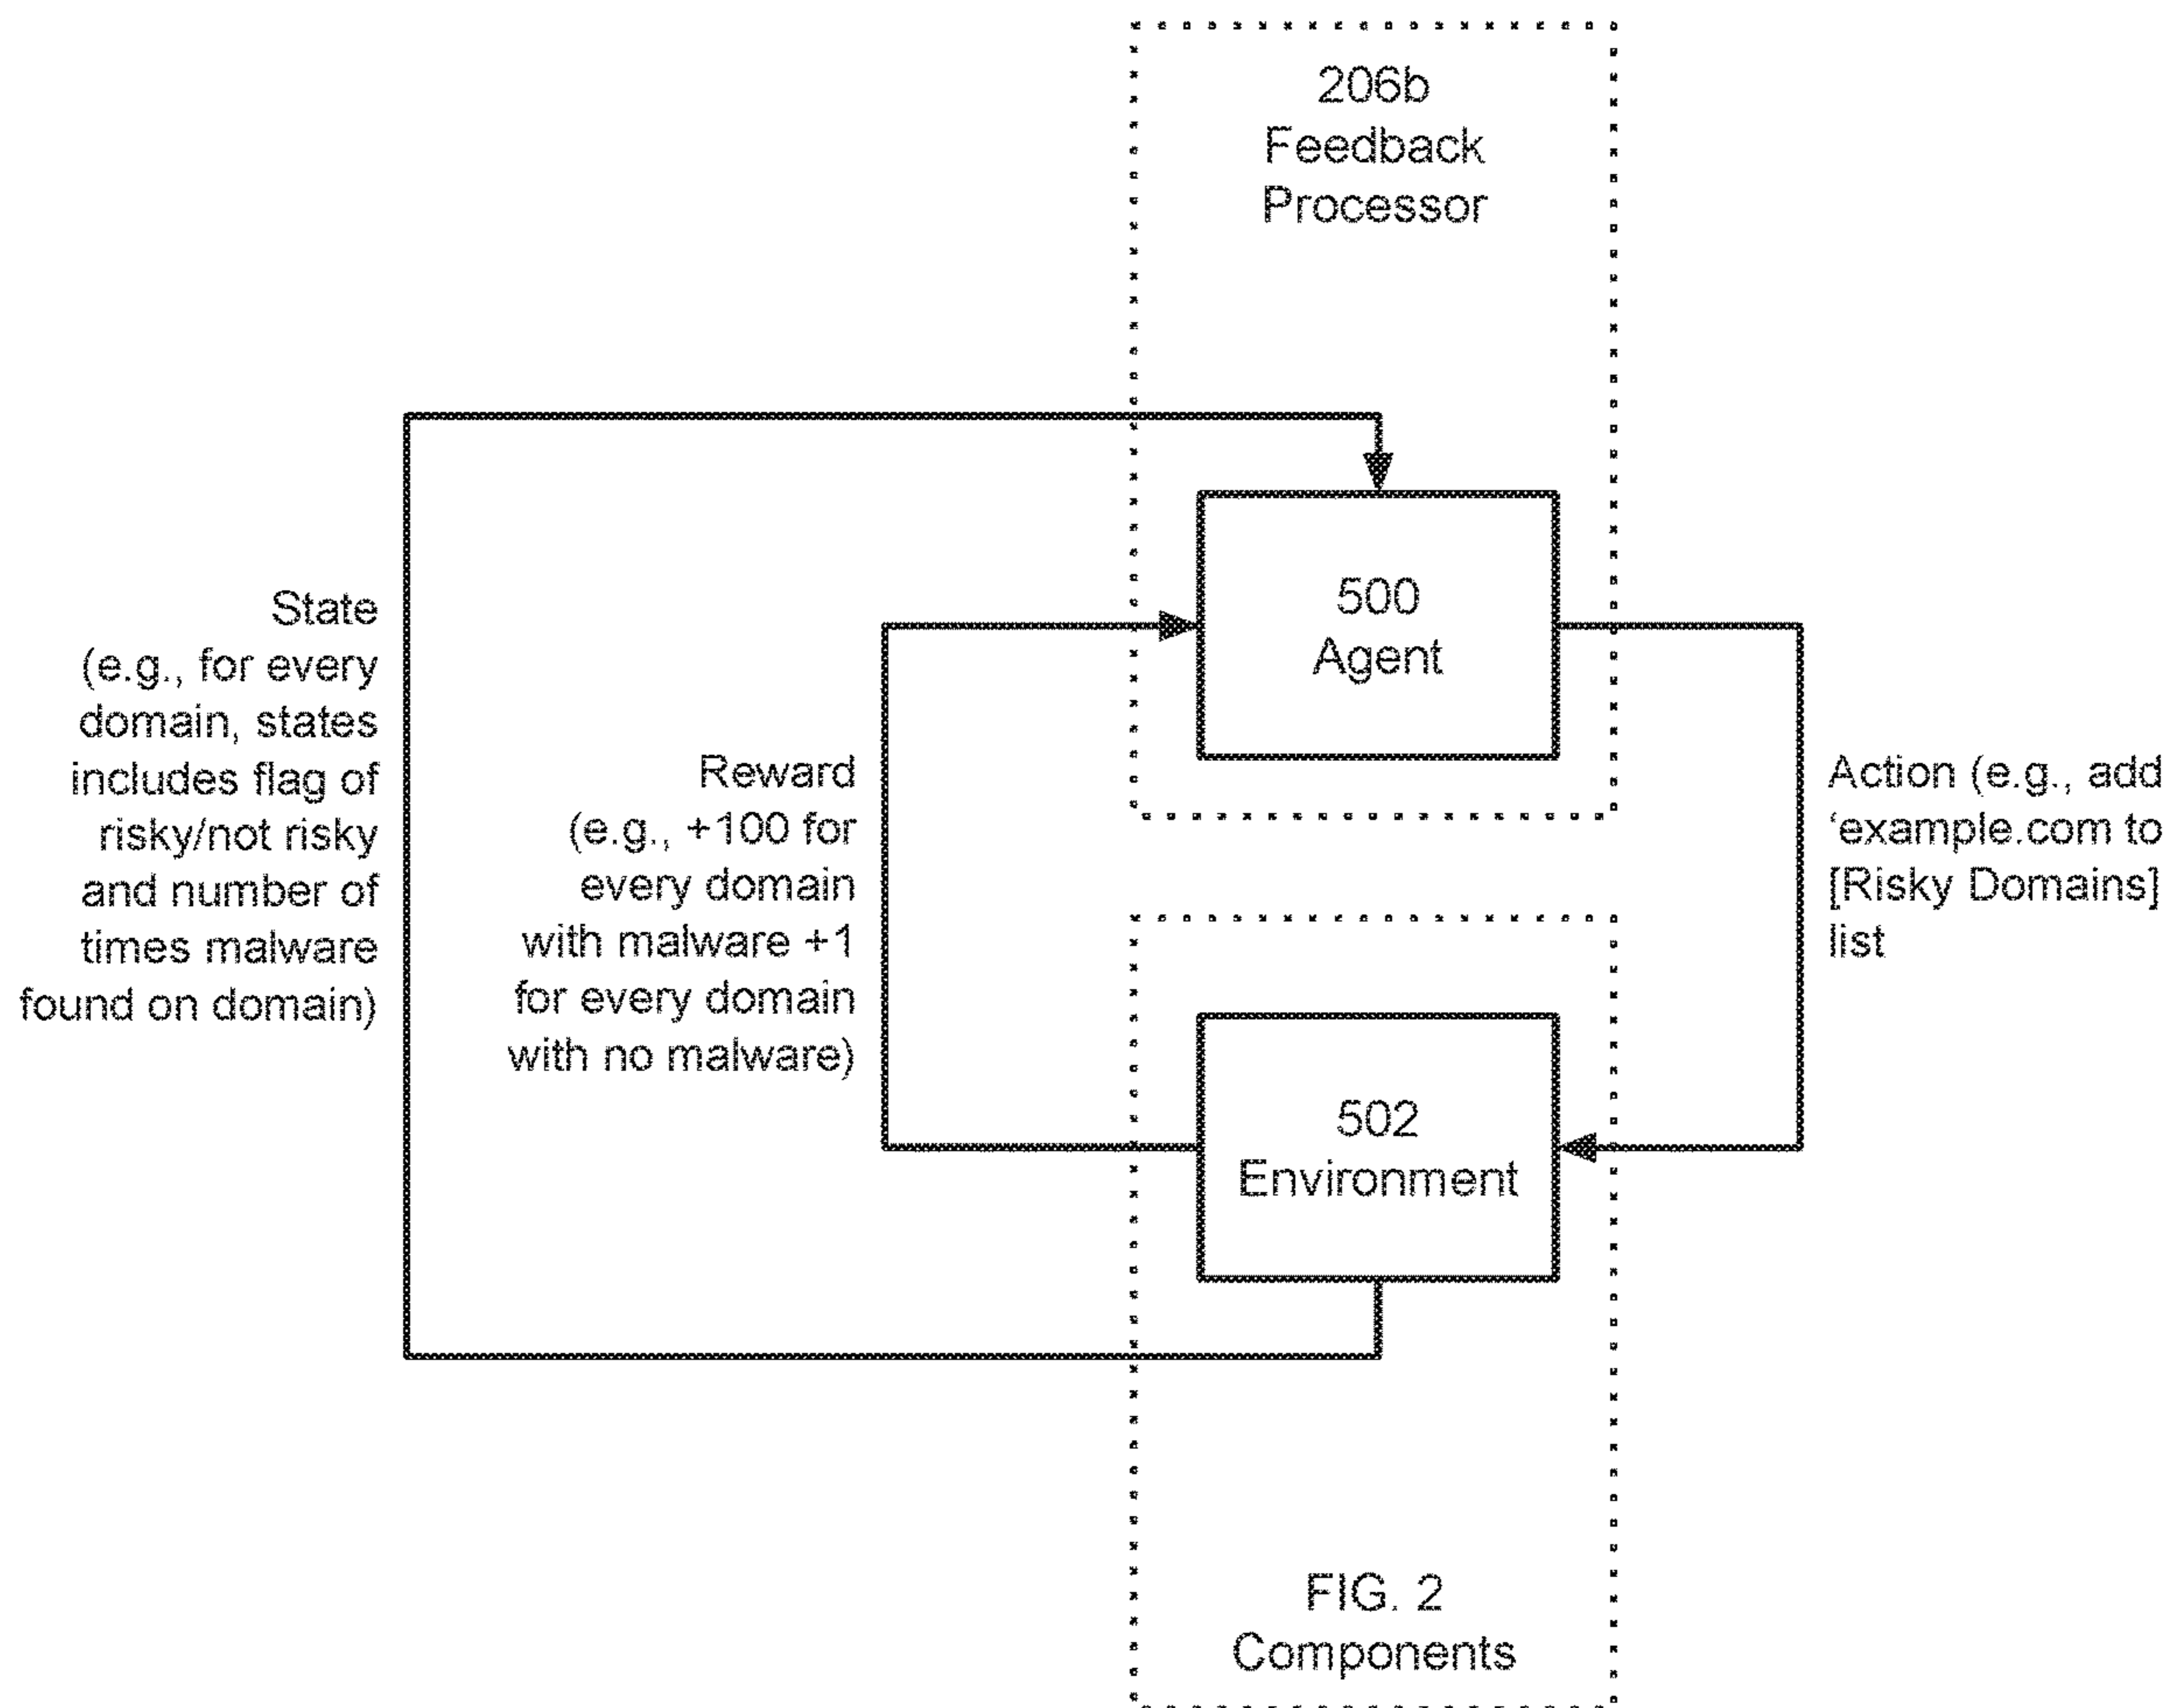 206b
Feedback
Processor
500
Agent
State
(e.g., for every
domain, states
includes flag of
risky/not risky
and number of
times malware
found on domain)
Reward
(e.g., +100 for
every domain
with malware +1
for every domain
with no malware)
Action (e.g., add
‘example.com to
[Risky Domains]
list
502
Environment
FIG. 2
Components